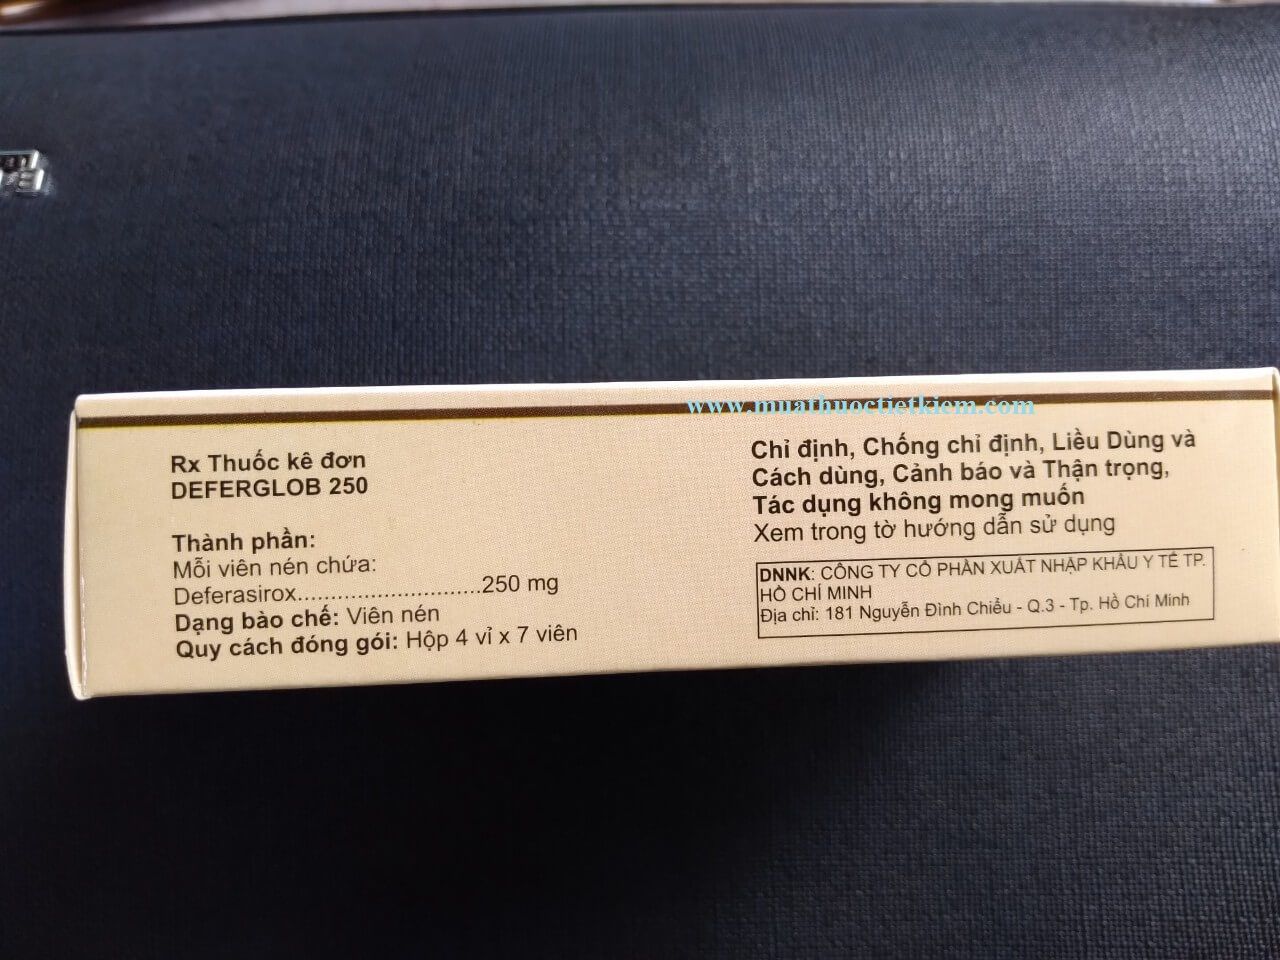 www.muathuoctietkiem.com
Rx Thuốc kê đơn
DEFERGLOB 250
Thành phần:
Mỗi viên nén chứa:
Deferasirox............................250 mg
Dạng bào chế: Viên nén
Quy cách đóng gói: Hộp 4 vỉ x 7 viên
Chỉ định, Chống chỉ định, Liều Dùng và
Cách dùng, Cảnh báo và Thận trọng,
Tác dụng không mong muốn
Xem trong tờ hướng dẫn sử dụng
DNNK: CÔNG TY CỔ PHẦN XUẤT NHẬP KHẨU Y TẾ TP.
HỒ CHÍ MINH
Địa chỉ: 181 Nguyễn Đình Chiểu - Q.3 - Tp. Hồ Chí Minh